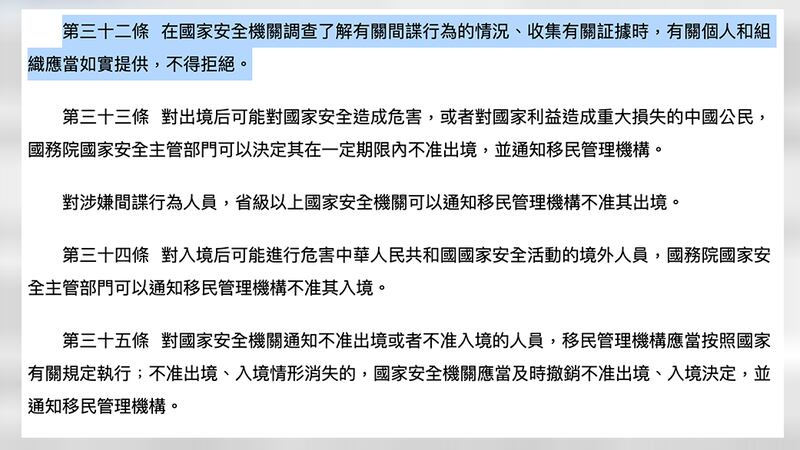 第三十二條 在國家安全機關調查了解有關間諜行為的情況、收集有關証據時，有關個人和組
織應當如實提供，不得拒絕。
第三十三條 對出境后可能對國家安全造成危害，或者對國家利益造成重大損失的中國公民，
國務院國家安全主管部門可以決定其在一定期限內不准出境，並通知移民管理機構。
對涉嫌間諜行為人員，省級以上國家安全機關可以通知移民管理機構不准其出境。
第三十四條 對入境后可能進行危害中華人民共和國國家安全活動的境外人員，國務院國家安
全主管部門可以通知移民管理機構不准其入境。
第三十五條 對國家安全機關通知不准出境或者不准入境的人員，移民管理機構應當按照國家
有關規定執行；不准出境、入境情形消失的，國家安全機關應當及時撤銷不准出境、入境決定，並
通知移民管理機構。